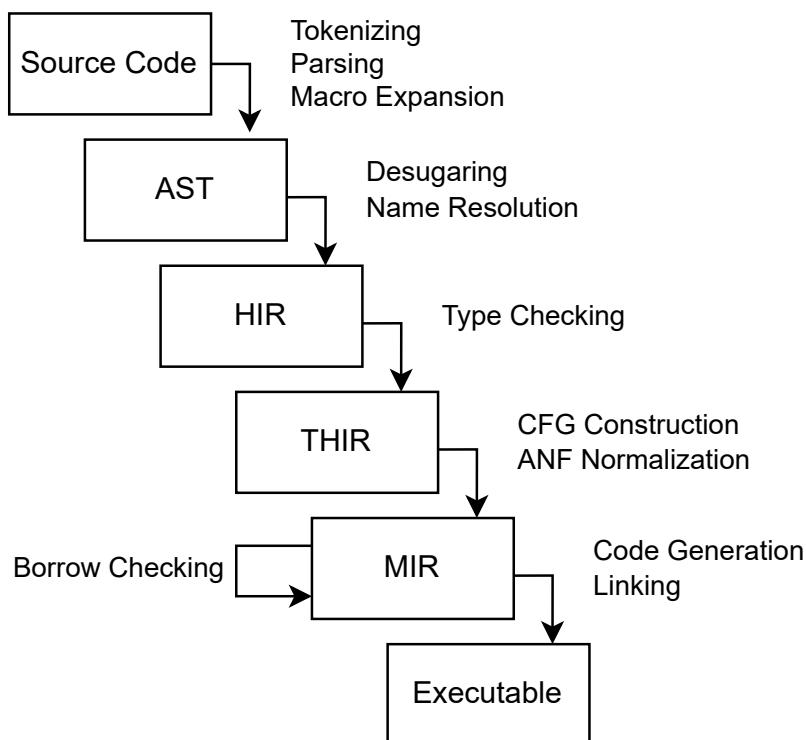 Source Code
Tokenizing
Parsing
Macro Expansion
AST
Desugaring
Name Resolution
HIR
Type Checking
THIR
CFG Construction
ANF Normalization
Borrow Checking
MIR
Code Generation
Linking
Executable